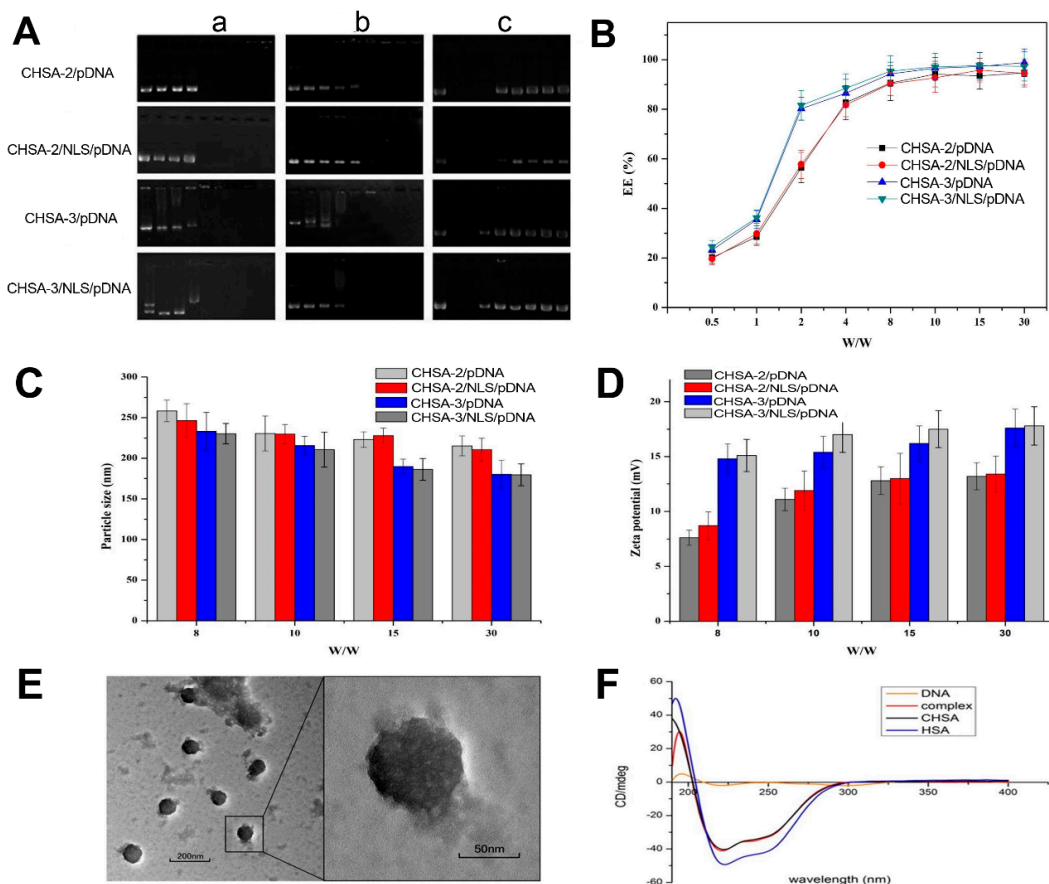 A
a
b
c
CHSA-2/pDNA
CHSA-2/NLS/pDNA
CHSA-3/pDNA
CHSA-3/NLS/pDNA
B
EE (%)
100
80
60
40
20
0
CHSA-2/pDNA
CHSA-2/NLS/pDNA
CHSA-3/pDNA
CHSA-3/NLS/pDNA
0.5 1 2 4 8 10 15 30
W/W
C
Particle size (nm)
300
250
200
150
100
50
0
CHSA-2/pDNA
CHSA-2/NLS/pDNA
CHSA-3/pDNA
CHSA-3/NLS/pDNA
8 10 15 30
W/W
D
Zeta potential (mV)
20
15
10
5
0
CHSA-2/pDNA
CHSA-2/NLS/pDNA
CHSA-3/pDNA
CHSA-3/NLS/pDNA
8 10 15 30
W/W
E
200nm
50nm
F
CD/mdeg
60
40
20
0
-20
-40
-60
DNA
complex
CHSA
HSA
200 250 300 350 400
wavelength (nm)